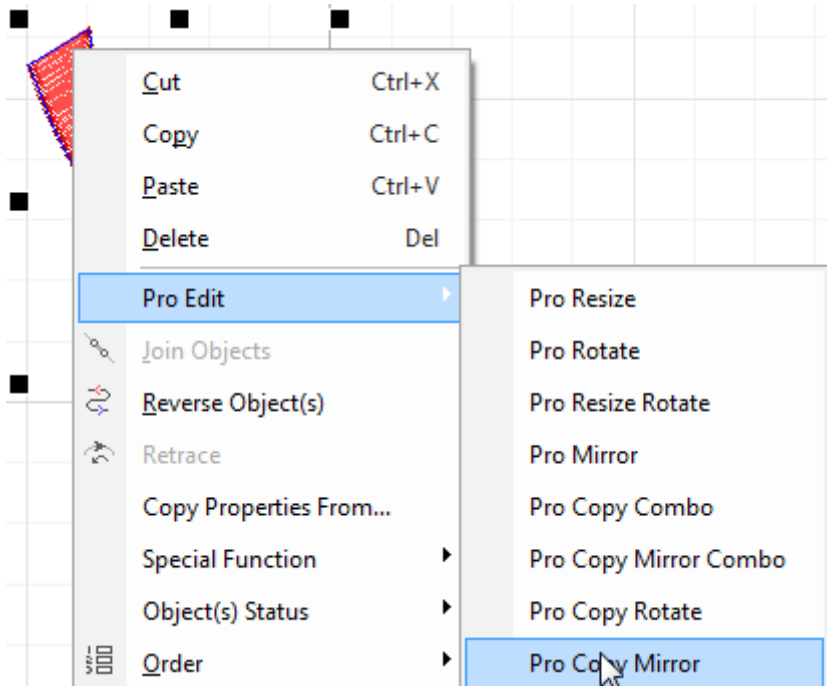 Cut Ctrl+X
Copy Ctrl+C
Paste Ctrl+V
Delete Del
Pro Edit
Join Objects
Reverse Object(s)
Retrace
Copy Properties From...
Special Function
Object(s) Status
Order
Pro Resize
Pro Rotate
Pro Resize Rotate
Pro Mirror
Pro Copy Combo
Pro Copy Mirror Combo
Pro Copy Rotate
Pro Copy Mirror